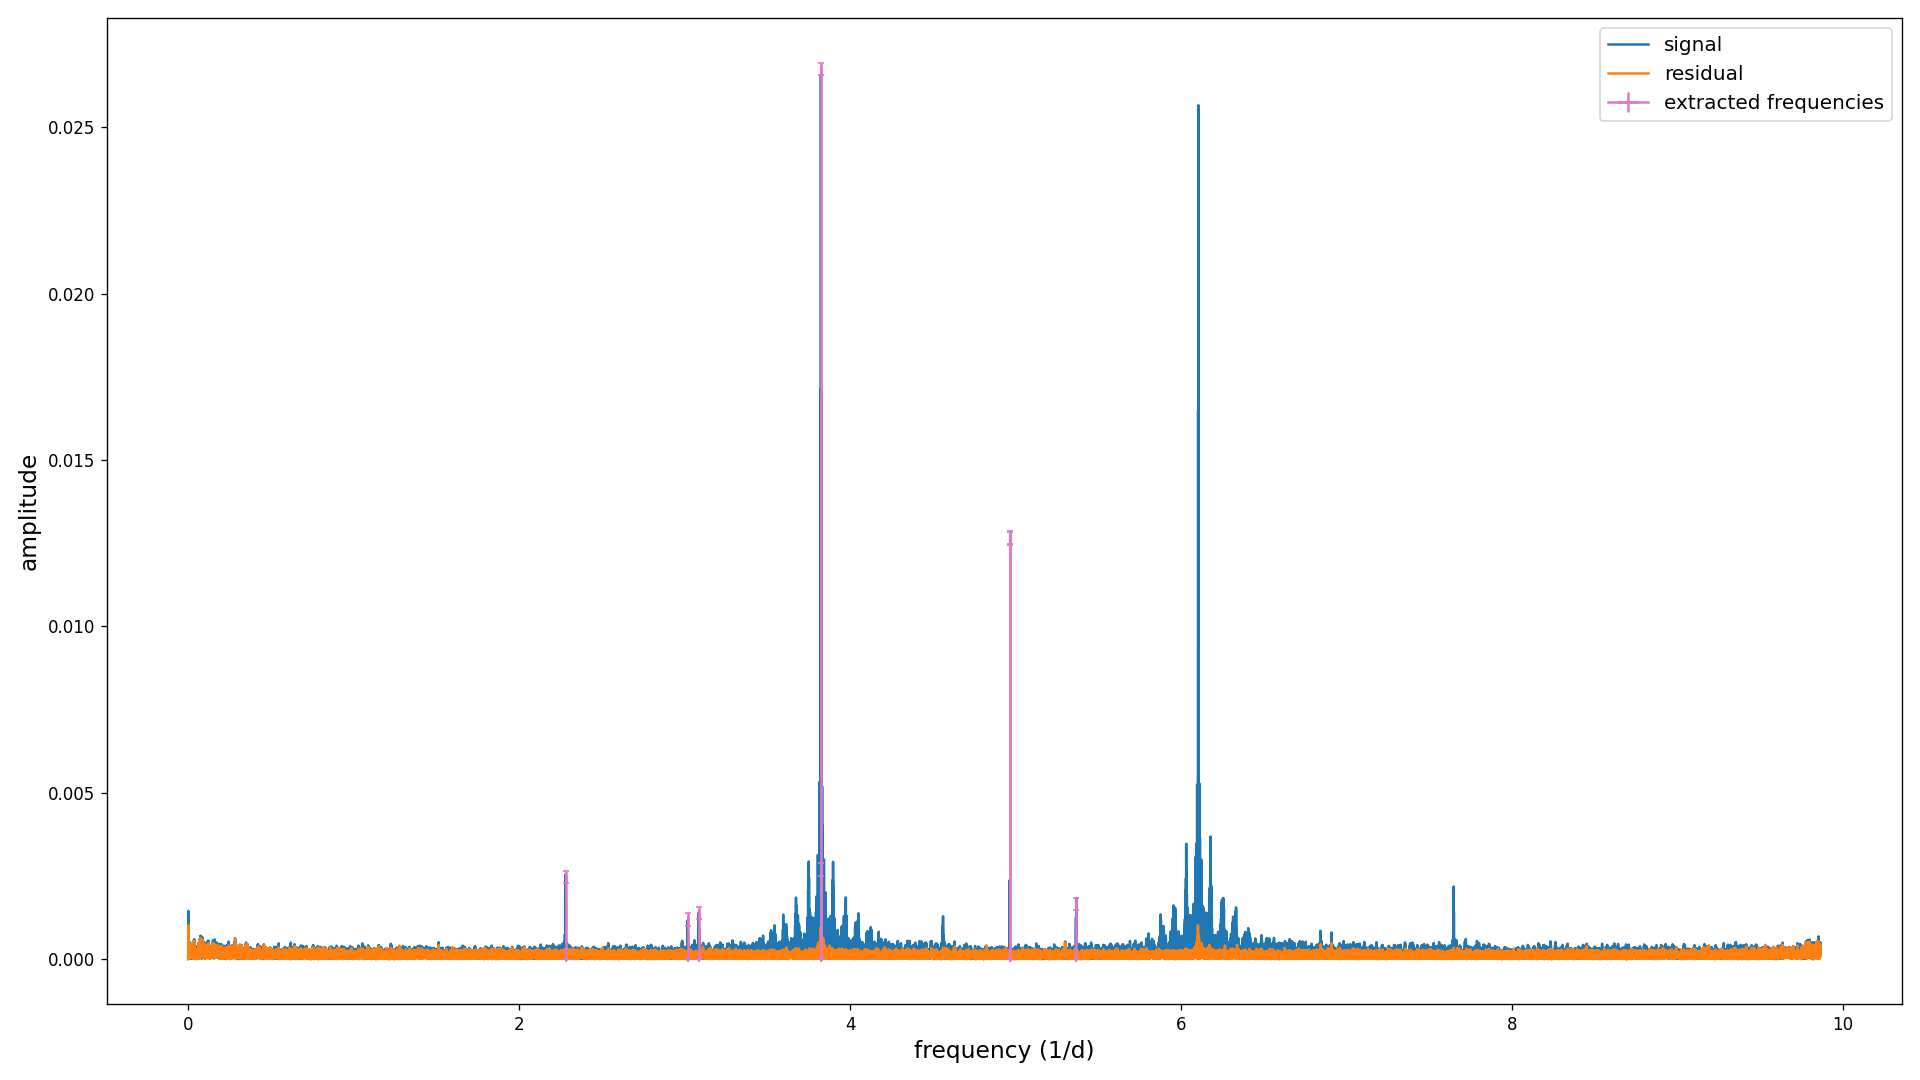 signal
residual
extracted frequencies
0.025
0.020
0.015
0.010
0.005
0.000
amplitude
0 2 4 6 8 10
frequency (1/d)